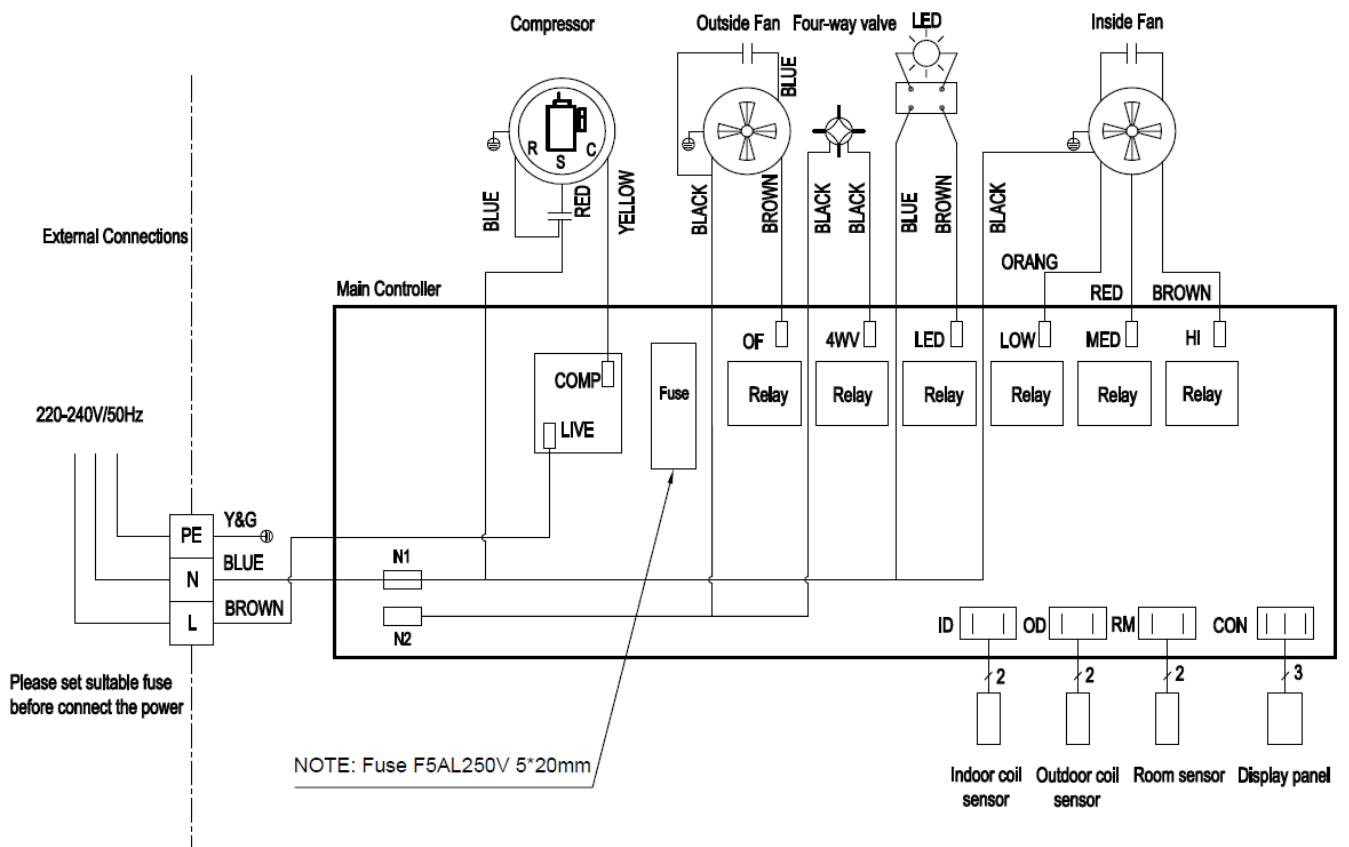 Compressor
Outside Fan
Four-way valve
LED
Inside Fan
BLUE
R
S
C
BLUE
RED
YELLOW
BLACK
BROWN
BLACK
BLACK
BLUE
BROWN
BLACK
External Connections
ORANG
RED
BROWN
Main Controller
OF
4WV
LED
LOW
MED
HI
COMP
Fuse
Relay
Relay
Relay
Relay
Relay
Relay
LIVE
220-240V/50Hz
PE
Y&G
N
BLUE
N1
L
BROWN
N2
ID
OD
RM
CON
2
2
2
3
Please set suitable fuse
before connect the power
NOTE: Fuse F5AL250V 5*20mm
Indoor coil
sensor
Outdoor coil
sensor
Room sensor
Display panel